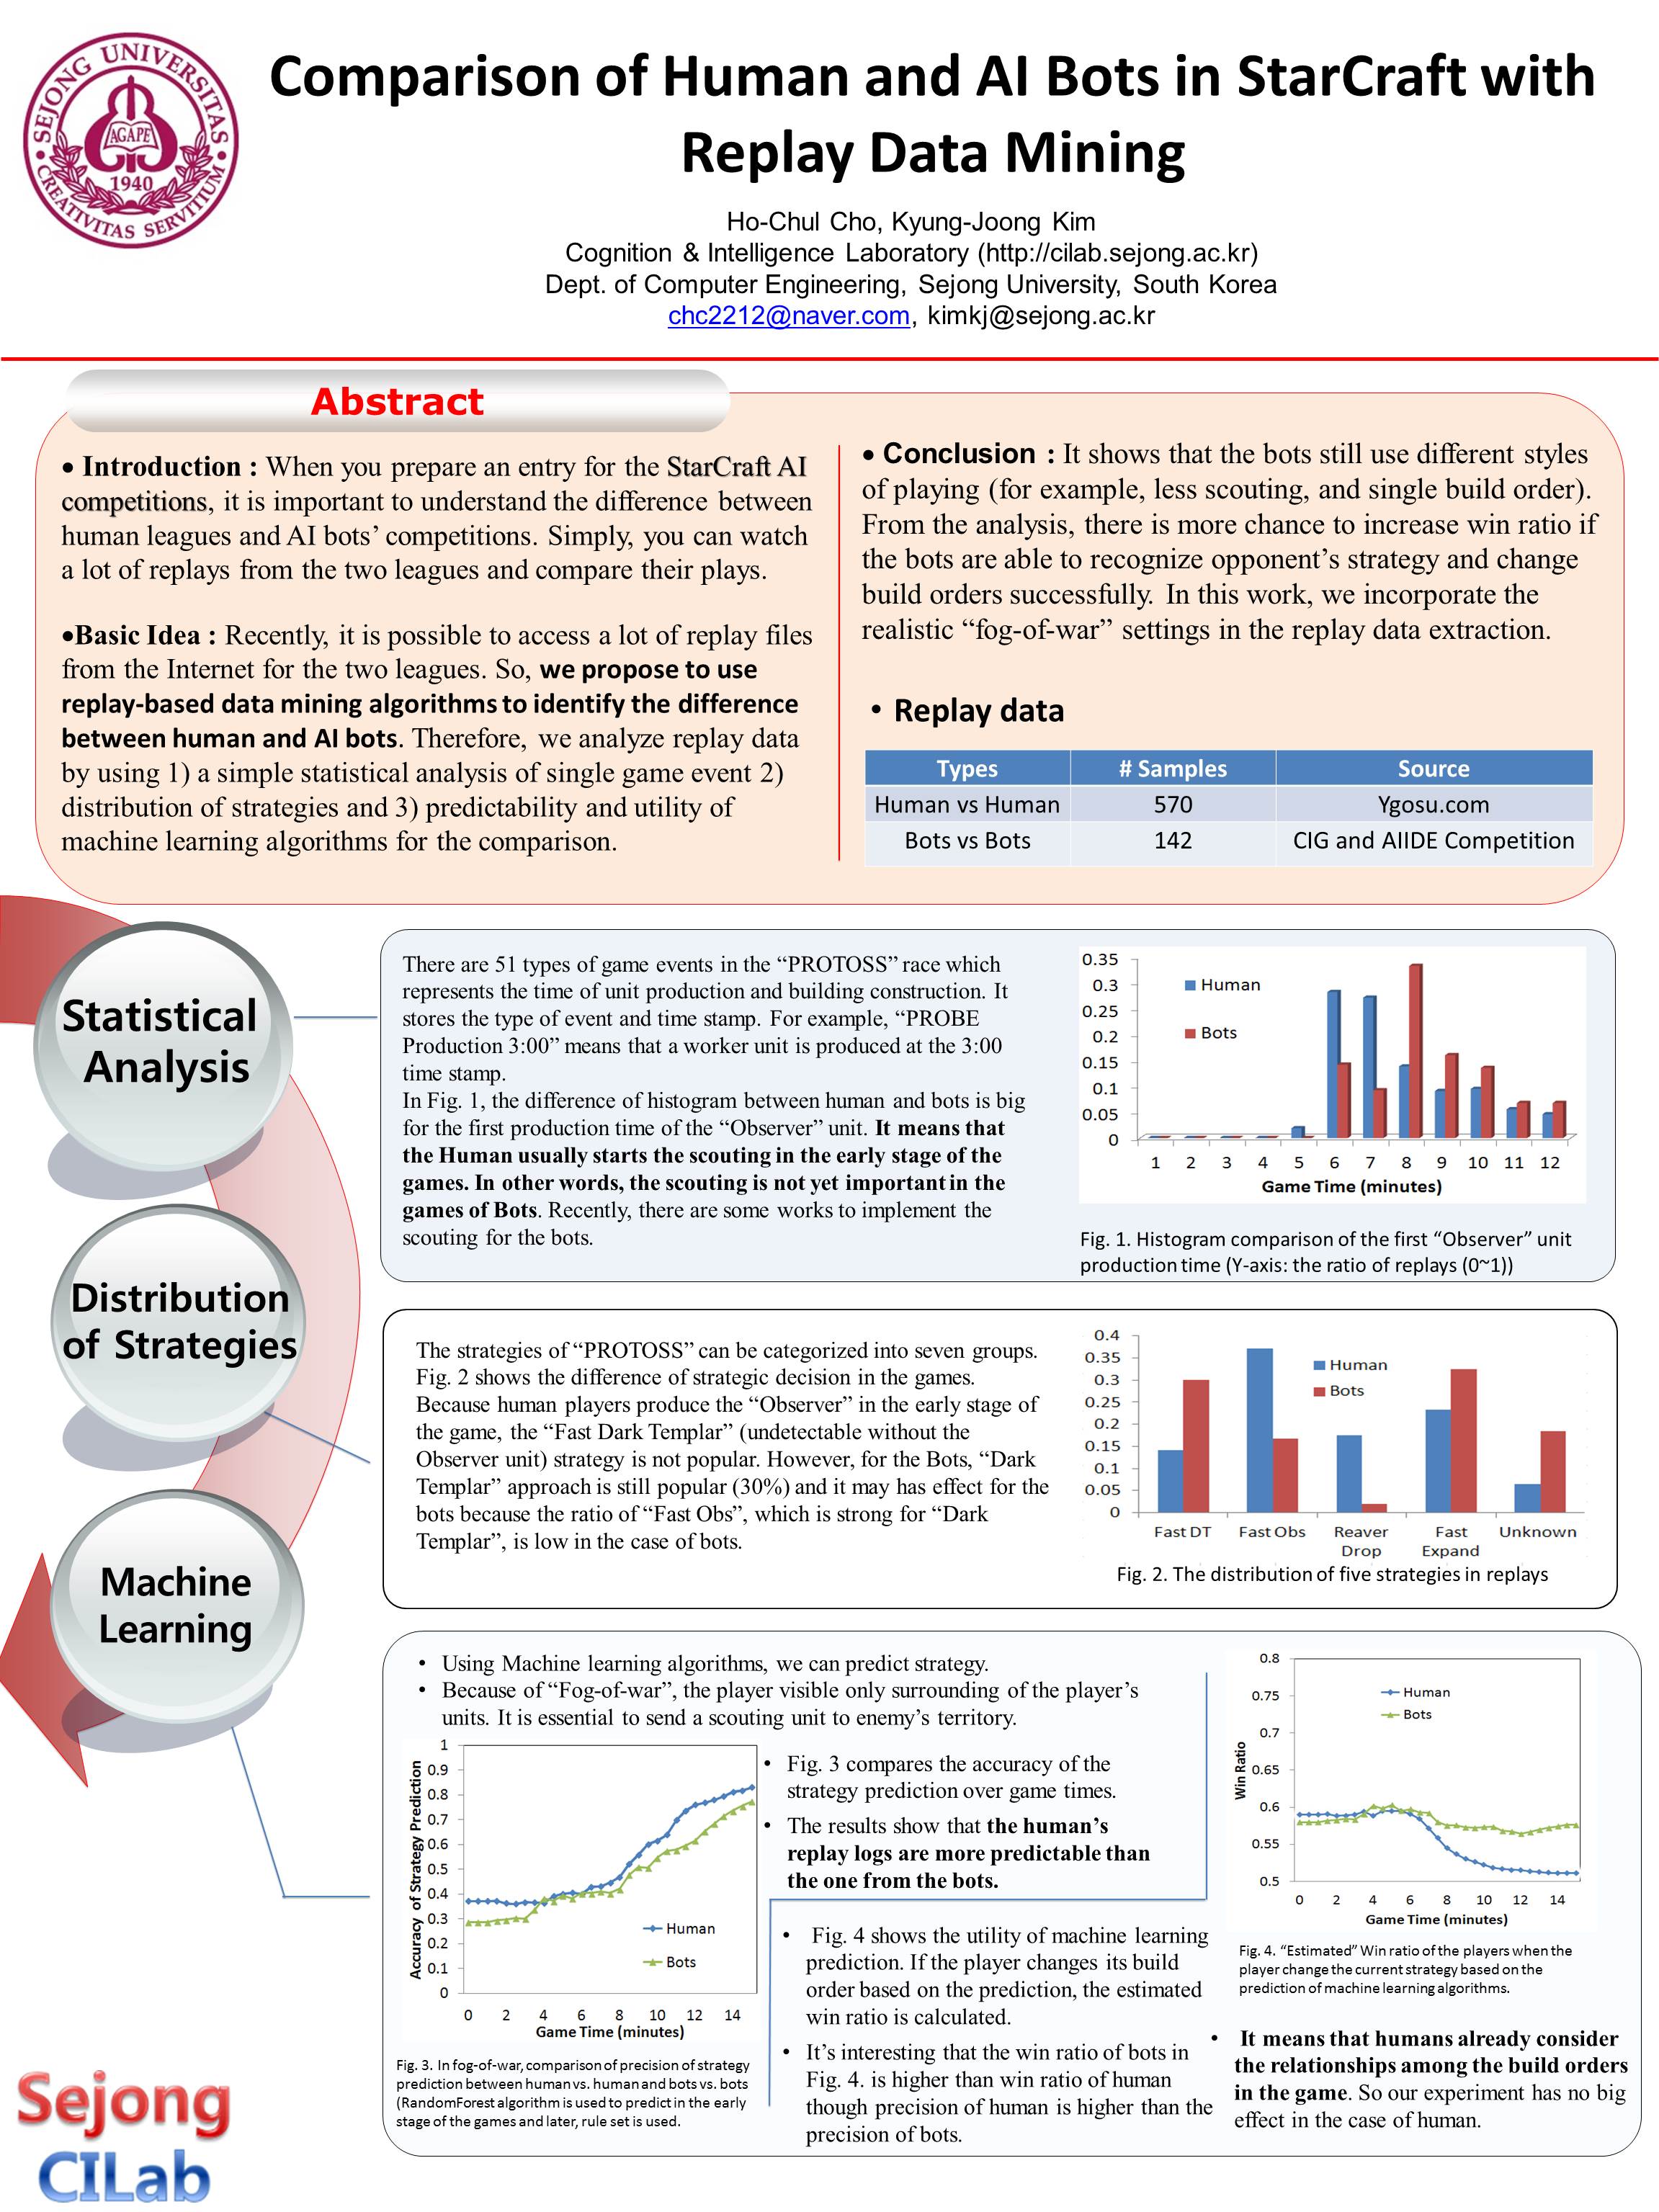 SEJONG UNIVERSITAS
AGAPE
1940
CREATIVITAS SERVITIUM
Comparison of Human and AI Bots in StarCraft with
Replay Data Mining
Ho-Chul Cho, Kyung-Joong Kim
Cognition & Intelligence Laboratory (http://cilab.sejong.ac.kr)
Dept. of Computer Engineering, Sejong University, South Korea
chc2212@naver.com, kimkj@sejong.ac.kr
Abstract
• Introduction : When you prepare an entry for the StarCraft AI
competitions, it is important to understand the difference between
human leagues and AI bots’ competitions. Simply, you can watch
a lot of replays from the two leagues and compare their plays.
•Basic Idea : Recently, it is possible to access a lot of replay files
from the Internet for the two leagues. So, we propose to use
replay-based data mining algorithms to identify the difference
between human and AI bots. Therefore, we analyze replay data
by using 1) a simple statistical analysis of single game event 2)
distribution of strategies and 3) predictability and utility of
machine learning algorithms for the comparison.
• Conclusion : It shows that the bots still use different styles
of playing (for example, less scouting, and single build order).
From the analysis, there is more chance to increase win ratio if
the bots are able to recognize opponent’s strategy and change
build orders successfully. In this work, we incorporate the
realistic “fog-of-war” settings in the replay data extraction.
• Replay data
Types # Samples Source
Human vs Human 570 Ygosu.com
Bots vs Bots 142 CIG and AIIDE Competition
Statistical
Analysis
There are 51 types of game events in the “PROTOSS” race which
represents the time of unit production and building construction. It
stores the type of event and time stamp. For example, “PROBE
Production 3:00” means that a worker unit is produced at the 3:00
time stamp.
In Fig. 1, the difference of histogram between human and bots is big
for the first production time of the “Observer” unit. It means that
the Human usually starts the scouting in the early stage of the
games. In other words, the scouting is not yet important in the
games of Bots. Recently, there are some works to implement the
scouting for the bots.
0.35
0.3
0.25
0.2
0.15
0.1
0.05
0
Human
Bots
1 2 3 4 5 6 7 8 9 10 11 12
Game Time (minutes)
Fig. 1. Histogram comparison of the first “Observer” unit
production time (Y-axis: the ratio of replays (0~1))
Distribution
of Strategies
The strategies of “PROTOSS” can be categorized into seven groups.
Fig. 2 shows the difference of strategic decision in the games.
Because human players produce the “Observer” in the early stage of
the game, the “Fast Dark Templar” (undetectable without the
Observer unit) strategy is not popular. However, for the Bots, “Dark
Templar” approach is still popular (30%) and it may has effect for the
bots because the ratio of “Fast Obs”, which is strong for “Dark
Templar”, is low in the case of bots.
0.4
0.35
0.3
0.25
0.2
0.15
0.1
0.05
0
Human
Bots
Fast DT Fast Obs Reaver Fast Unknown
Drop Expand
Fig. 2. The distribution of five strategies in replays
Machine
Learning
• Using Machine learning algorithms, we can predict strategy.
• Because of “Fog-of-war”, the player visible only surrounding of the player’s
units. It is essential to send a scouting unit to enemy’s territory.
Accuracy of Strategy Prediction
1
0.9
0.8
0.7
0.6
0.5
0.4
0.3
0.2
0.1
0
Human
Bots
0 2 4 6 8 10 12 14
Game Time (minutes)
Fig. 3. In fog-of-war, comparison of precision of strategy
prediction between human vs. human and bots vs. bots
(RandomForest algorithm is used to predict in the early
stage of the games and later, rule set is used.
• Fig. 3 compares the accuracy of the
strategy prediction over game times.
• The results show that the human’s
replay logs are more predictable than
the one from the bots.
• Fig. 4 shows the utility of machine learning
prediction. If the player changes its build
order based on the prediction, the estimated
win ratio is calculated.
• It’s interesting that the win ratio of bots in
Fig. 4. is higher than win ratio of human
though precision of human is higher than the
precision of bots.
Win Ratio
0.8
0.75
0.7
0.65
0.6
0.55
0.5
Human
Bots
0 2 4 6 8 10 12 14
Game Time (minutes)
Fig. 4. “Estimated” Win ratio of the players when the
player change the current strategy based on the
prediction of machine learning algorithms.
• It means that humans already consider
the relationships among the build orders
in the game. So our experiment has no big
effect in the case of human.
Sejong
CILab